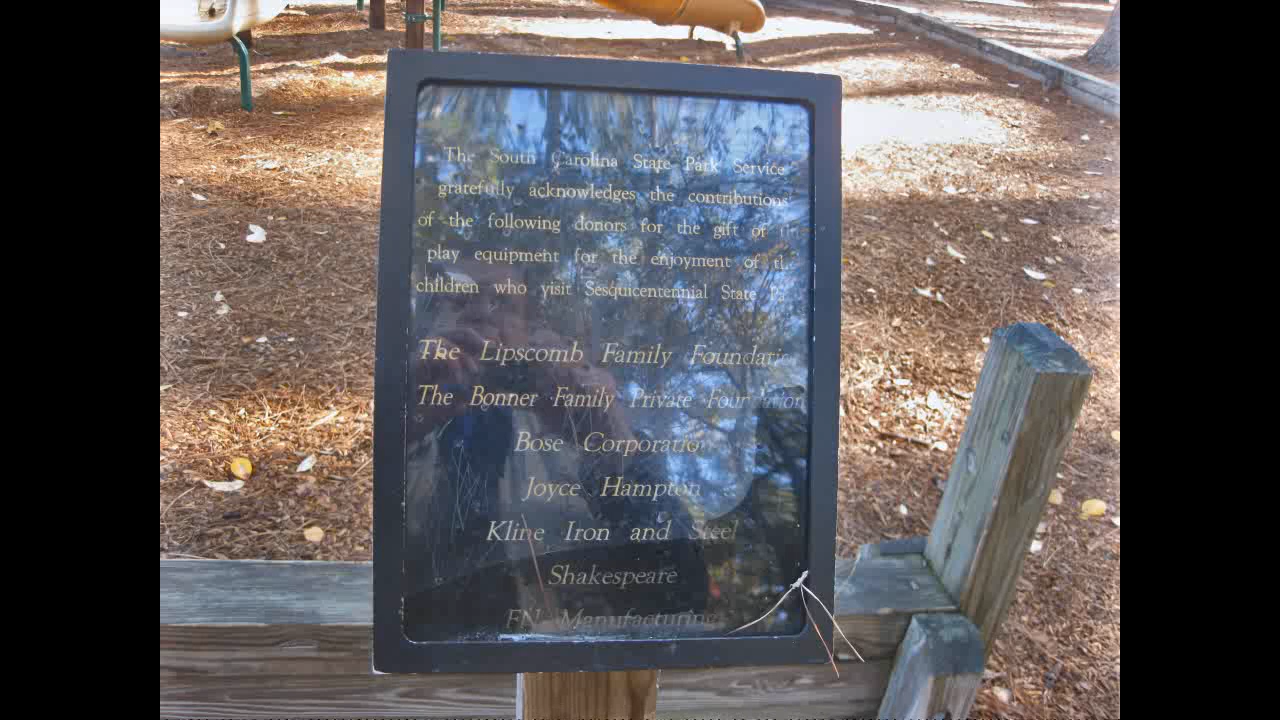 The South Carolina State Park Service
gratefully acknowledges the contributions
of the following donors for the gift of
play equipment for the enjoyment of
children who visit Sesquicentennial State
The Lipscomb Family Foundation
The Bonner Family Private Foundation
Bose Corporation
Joyce Hampton
Kline Iron and Steel
Shakespeare
FN Manufacturing